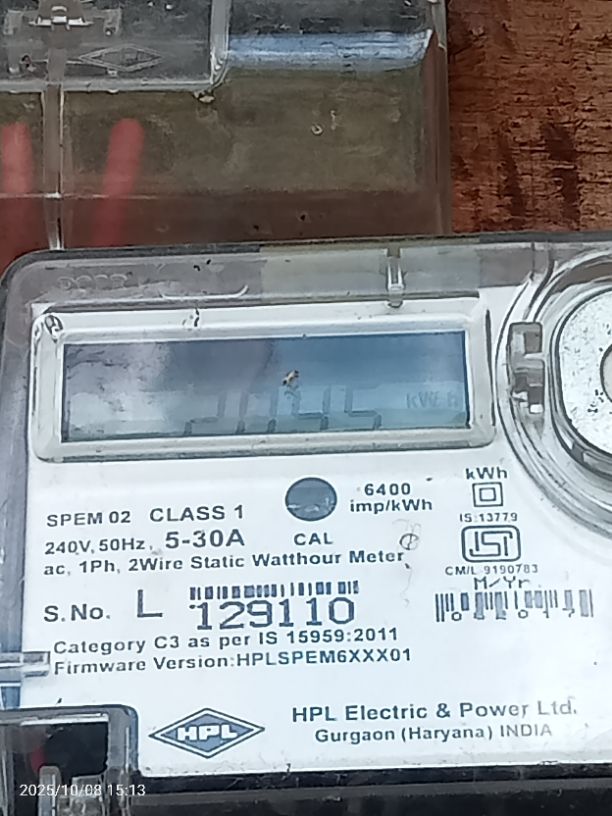 SPEM 02 CLASS 1
6400
imp/kWh
kWh
240V, 50Hz, 5-30A
CAL
IS:13779
ac, 1Ph, 2Wire Static Watthour Meter
ISI
CM/L 9190783
M/Yr.
S.No. L 129110
Category C3 as per IS 15959:2011
Firmware Version:HPLSPEM6XXX01
HPL
HPL Electric & Power Ltd.
Gurgaon (Haryana) INDIA
2025/10/08 15:13